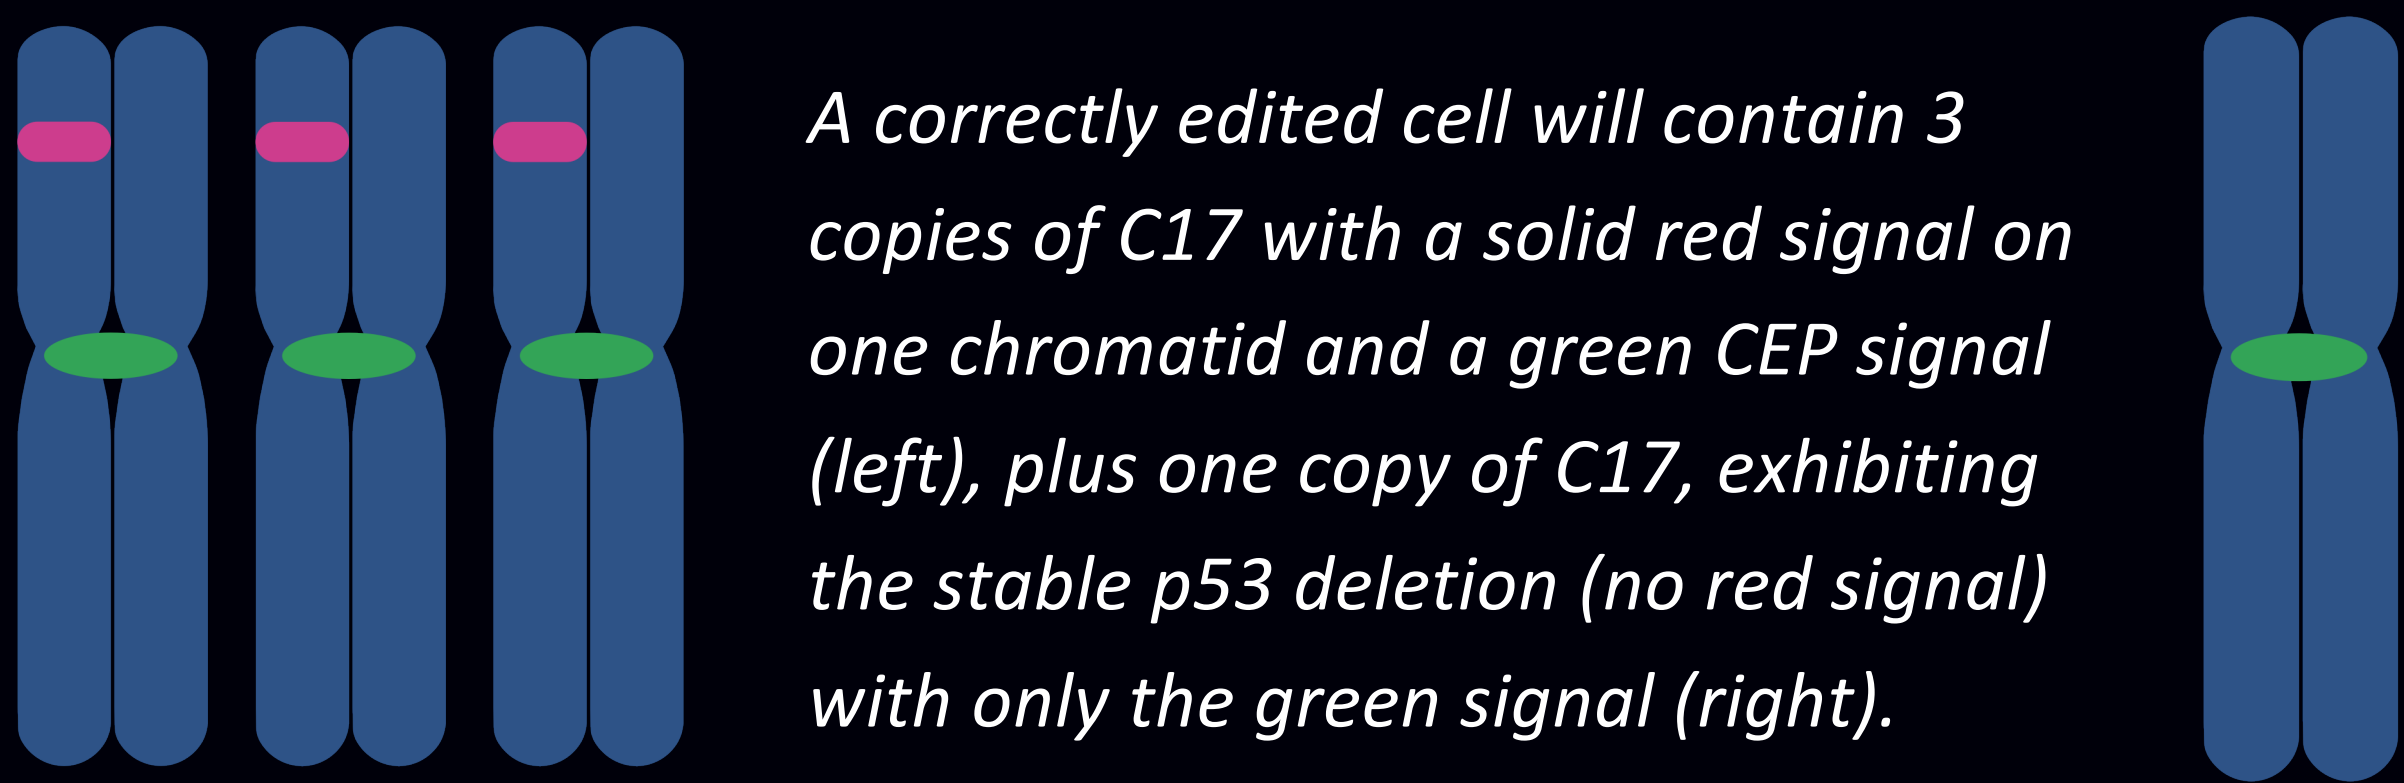 A correctly edited cell will contain 3
copies of C17 with a solid red signal on
one chromatid and a green CEP signal
(left), plus one copy of C17, exhibiting
the stable p53 deletion (no red signal)
with only the green signal (right).